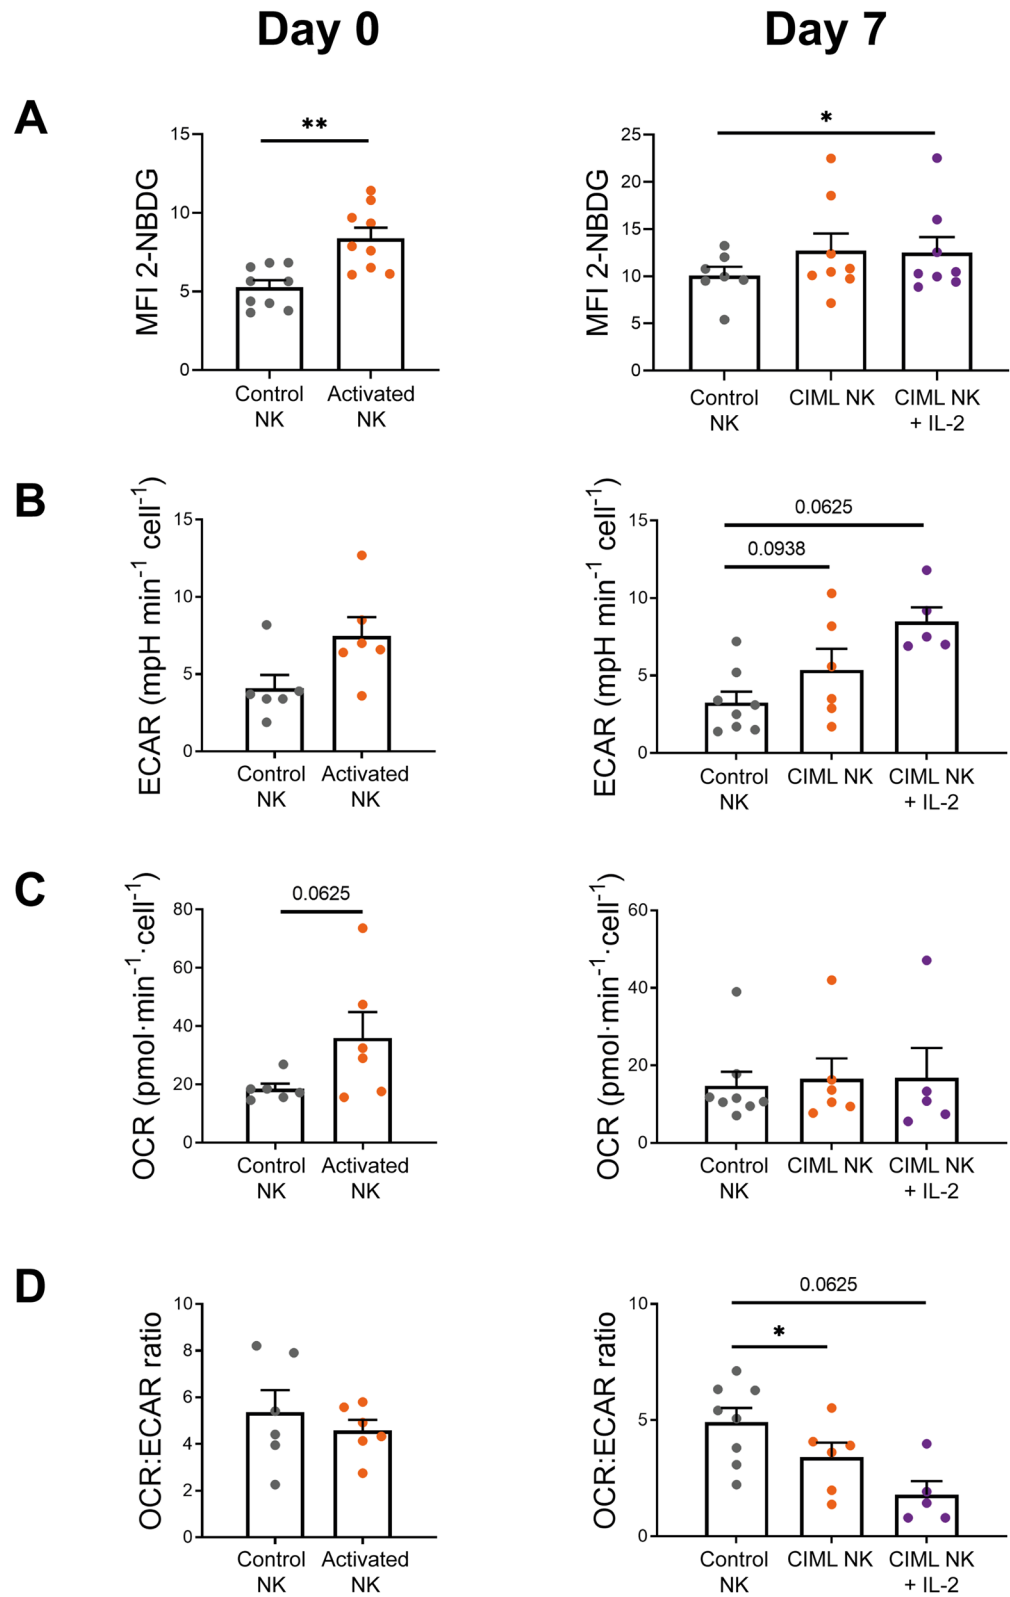 Day 0
Day 7
A
MFI 2-NBDG
15
10
5
0
**
Control
NK
Activated
NK
MFI 2-NBDG
25
20
15
10
5
0
*
Control
NK
CIML NK
CIML NK
+ IL-2
B
ECAR (mpH min⁻¹ cell⁻¹)
15
10
5
0
Control
NK
Activated
NK
ECAR (mpH min⁻¹ cell⁻¹)
15
10
5
0
0.0625
0.0938
Control
NK
CIML NK
CIML NK
+ IL-2
C
OCR (pmol·min⁻¹·cell⁻¹)
80
60
40
20
0
0.0625
Control
NK
Activated
NK
OCR (pmol·min⁻¹·cell⁻¹)
60
40
20
0
Control
NK
CIML NK
CIML NK
+ IL-2
D
OCR:ECAR ratio
10
8
6
4
2
0
Control
NK
Activated
NK
OCR:ECAR ratio
10
5
0
0.0625
*
Control
NK
CIML NK
CIML NK
+ IL-2